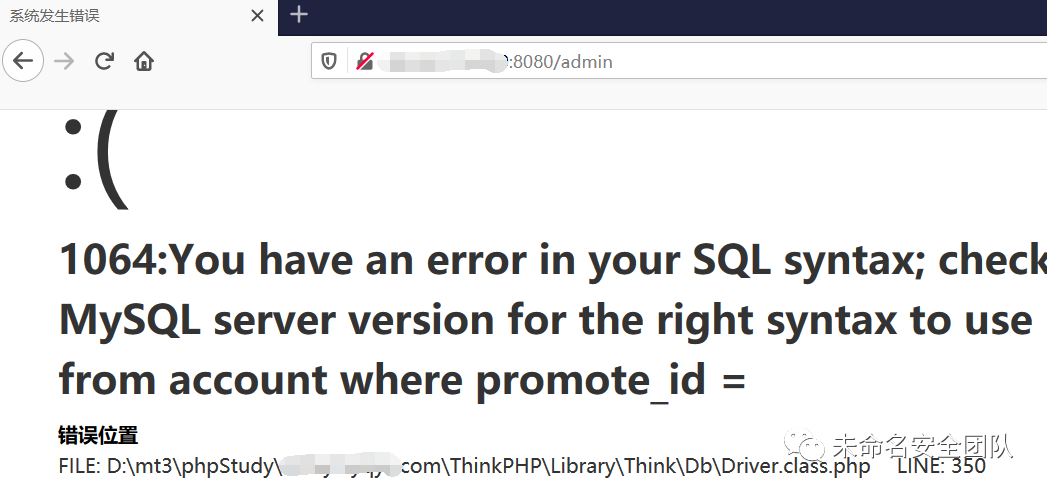 系统发生错误
:8080/admin
:(
1064:You have an error in your SQL syntax; check
MySQL server version for the right syntax to use
from account where promote_id =
错误位置
FILE: D:\mt3\phpStudy\ com\ThinkPHP\Library\Think\Db\Driver.class.php LINE: 350
未命名安全团队